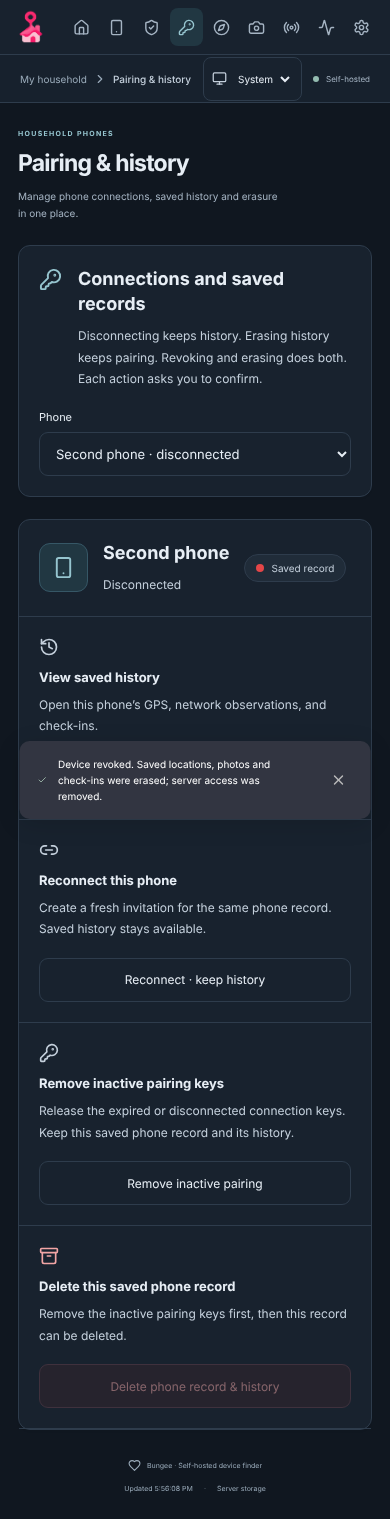 My household > Pairing & history
System
Self-hosted
HOUSEHOLD PHONES
Pairing & history
Manage phone connections, saved history and erasure
in one place.
Connections and saved
records
Disconnecting keeps history. Erasing history
keeps pairing. Revoking and erasing does both.
Each action asks you to confirm.
Phone
Second phone · disconnected
Second phone
Disconnected
Saved record
View saved history
Open this phone's GPS, network observations, and
check-ins.
Device revoked. Saved locations, photos and
check-ins were erased; server access was
removed.
Reconnect this phone
Create a fresh invitation for the same phone record.
Saved history stays available.
Reconnect · keep history
Remove inactive pairing keys
Release the expired or disconnected connection keys.
Keep this saved phone record and its history.
Remove inactive pairing
Delete this saved phone record
Remove the inactive pairing keys first, then this record
can be deleted.
Delete phone record & history
Bungee · Self-hosted device finder
Updated 5:56:08 PM · Server storage